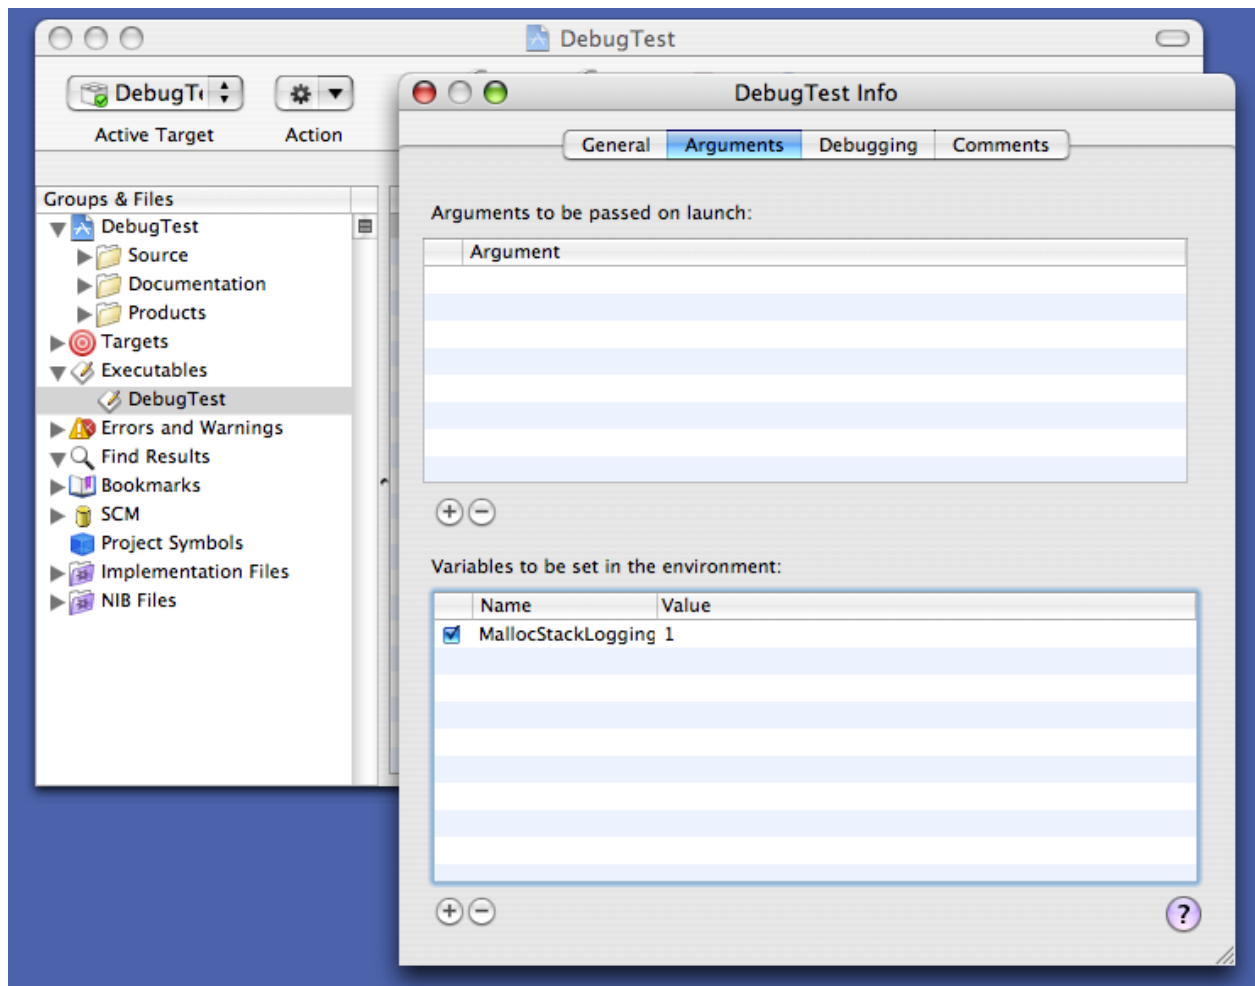 DebugTest
DebugTe
Active Target
Action
Groups & Files
DebugTest
Source
Documentation
Products
Targets
Executables
DebugTest
Errors and Warnings
Find Results
Bookmarks
SCM
Project Symbols
Implementation Files
NIB Files
DebugTest Info
General Arguments Debugging Comments
Arguments to be passed on launch:
Argument
Variables to be set in the environment:
Name Value
MallocStackLogging 1
?